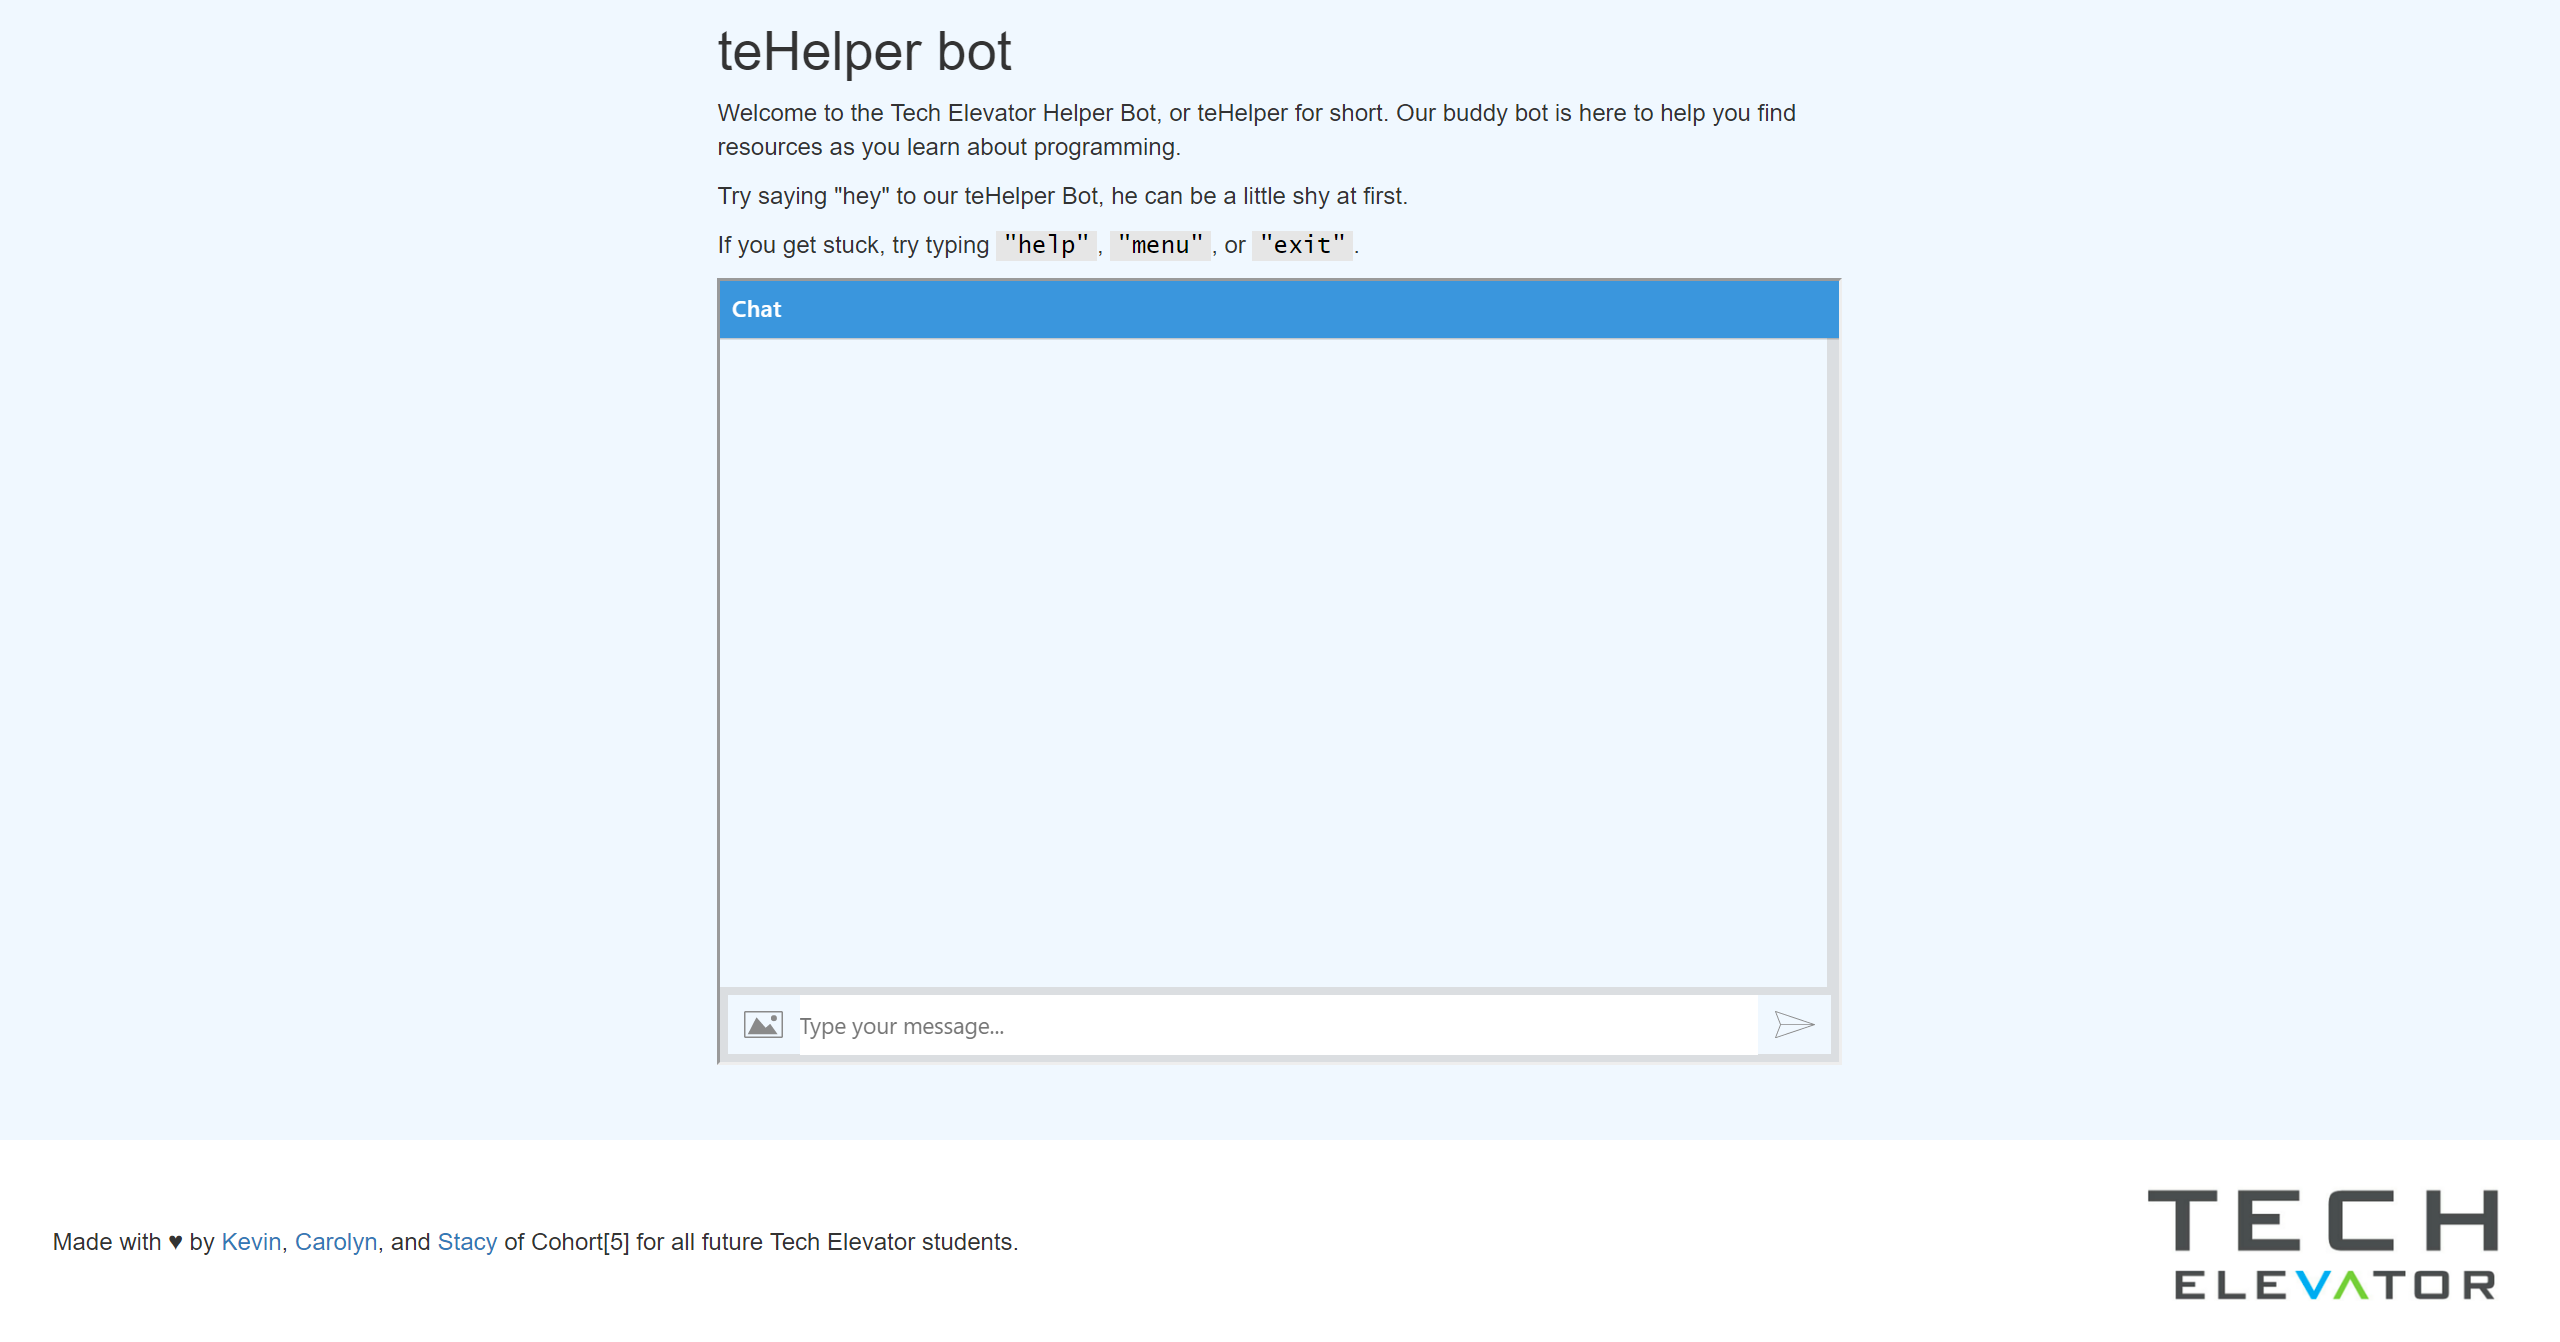 teHelper bot
Welcome to the Tech Elevator Helper Bot, or teHelper for short. Our buddy bot is here to help you find
resources as you learn about programming.
Try saying "hey" to our teHelper Bot, he can be a little shy at first.
If you get stuck, try typing "help", "menu", or "exit".
Chat
Type your message...
Made with ♥ by Kevin, Carolyn, and Stacy of Cohort[5] for all future Tech Elevator students.
TECH
ELEVATOR